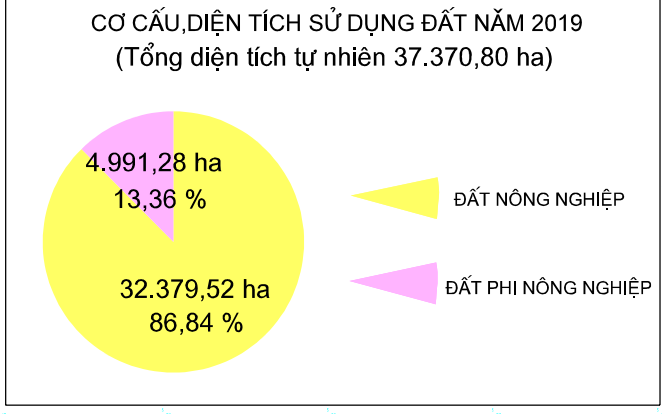 CƠ CẤU,DIỆN TÍCH SỬ DỤNG ĐẤT NĂM 2019
(Tổng diện tích tự nhiên 37.370,80 ha)
4.991,28 ha
13,36 %
ĐẤT NÔNG NGHIỆP
32.379,52 ha
86,84 %
ĐẤT PHI NÔNG NGHIỆP